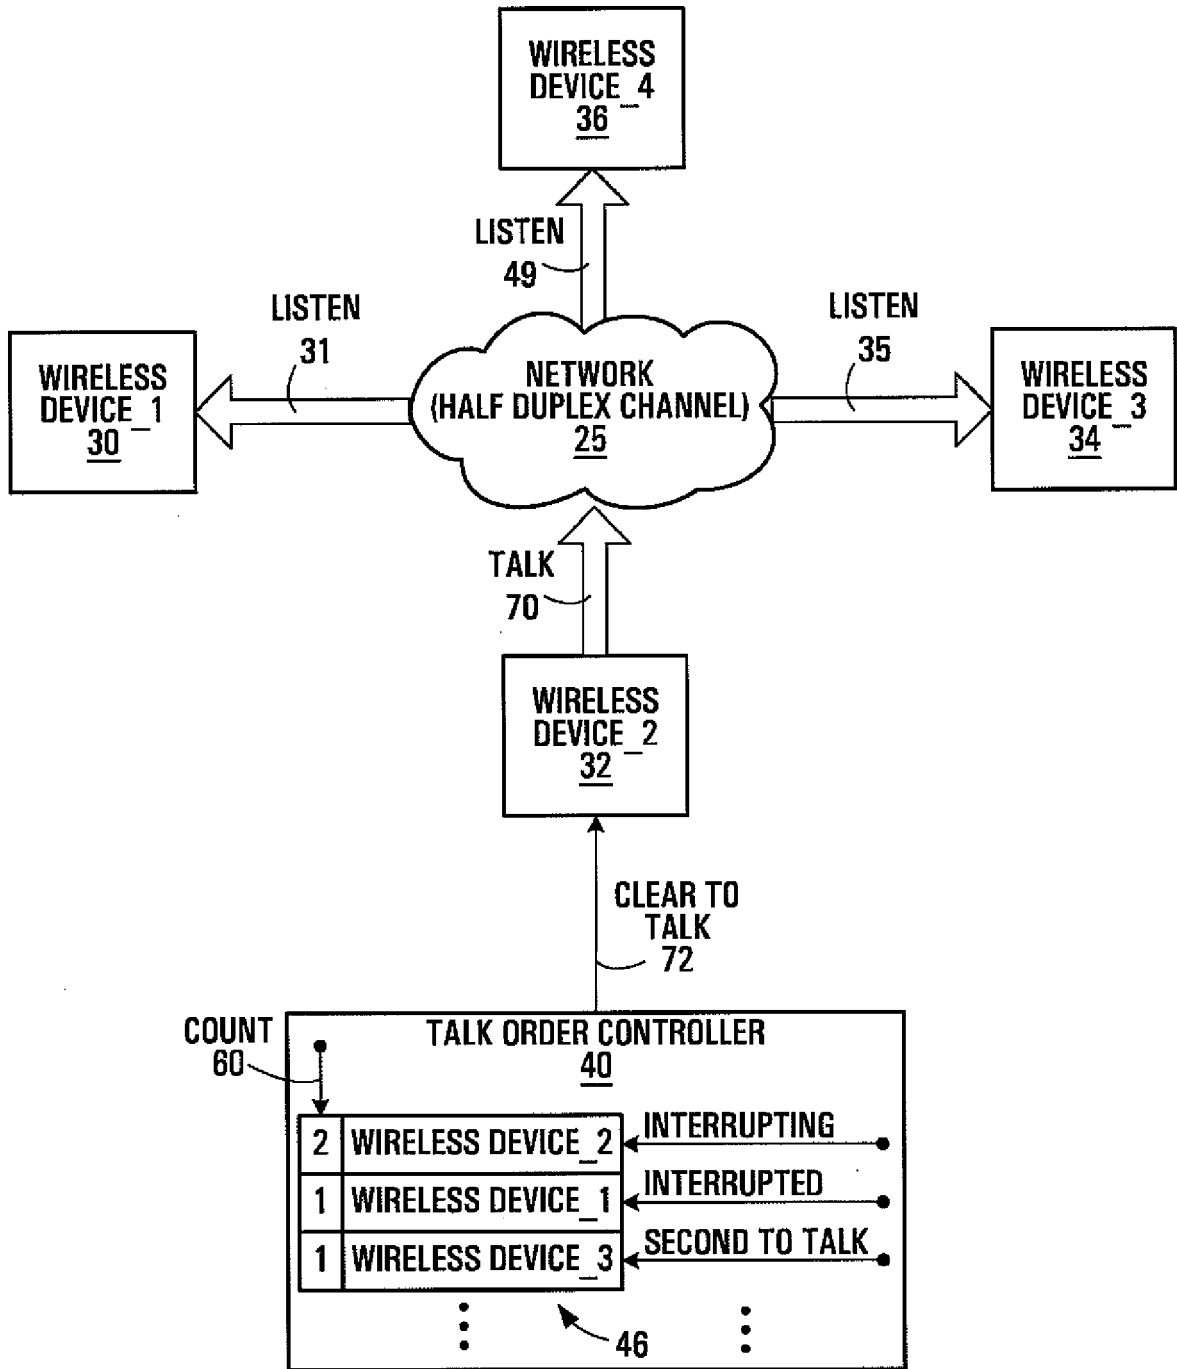 WIRELESS
DEVICE_4
36
LISTEN
49
LISTEN
31
LISTEN
35
WIRELESS
DEVICE_1
30
NETWORK
(HALF DUPLEX CHANNEL)
25
WIRELESS
DEVICE_3
34
TALK
70
WIRELESS
DEVICE_2
32
CLEAR TO
TALK
72
COUNT
60
TALK ORDER CONTROLLER
40
2 WIRELESS DEVICE_2 INTERRUPTING
1 WIRELESS DEVICE_1 INTERRUPTED
1 WIRELESS DEVICE_3 SECOND TO TALK
46